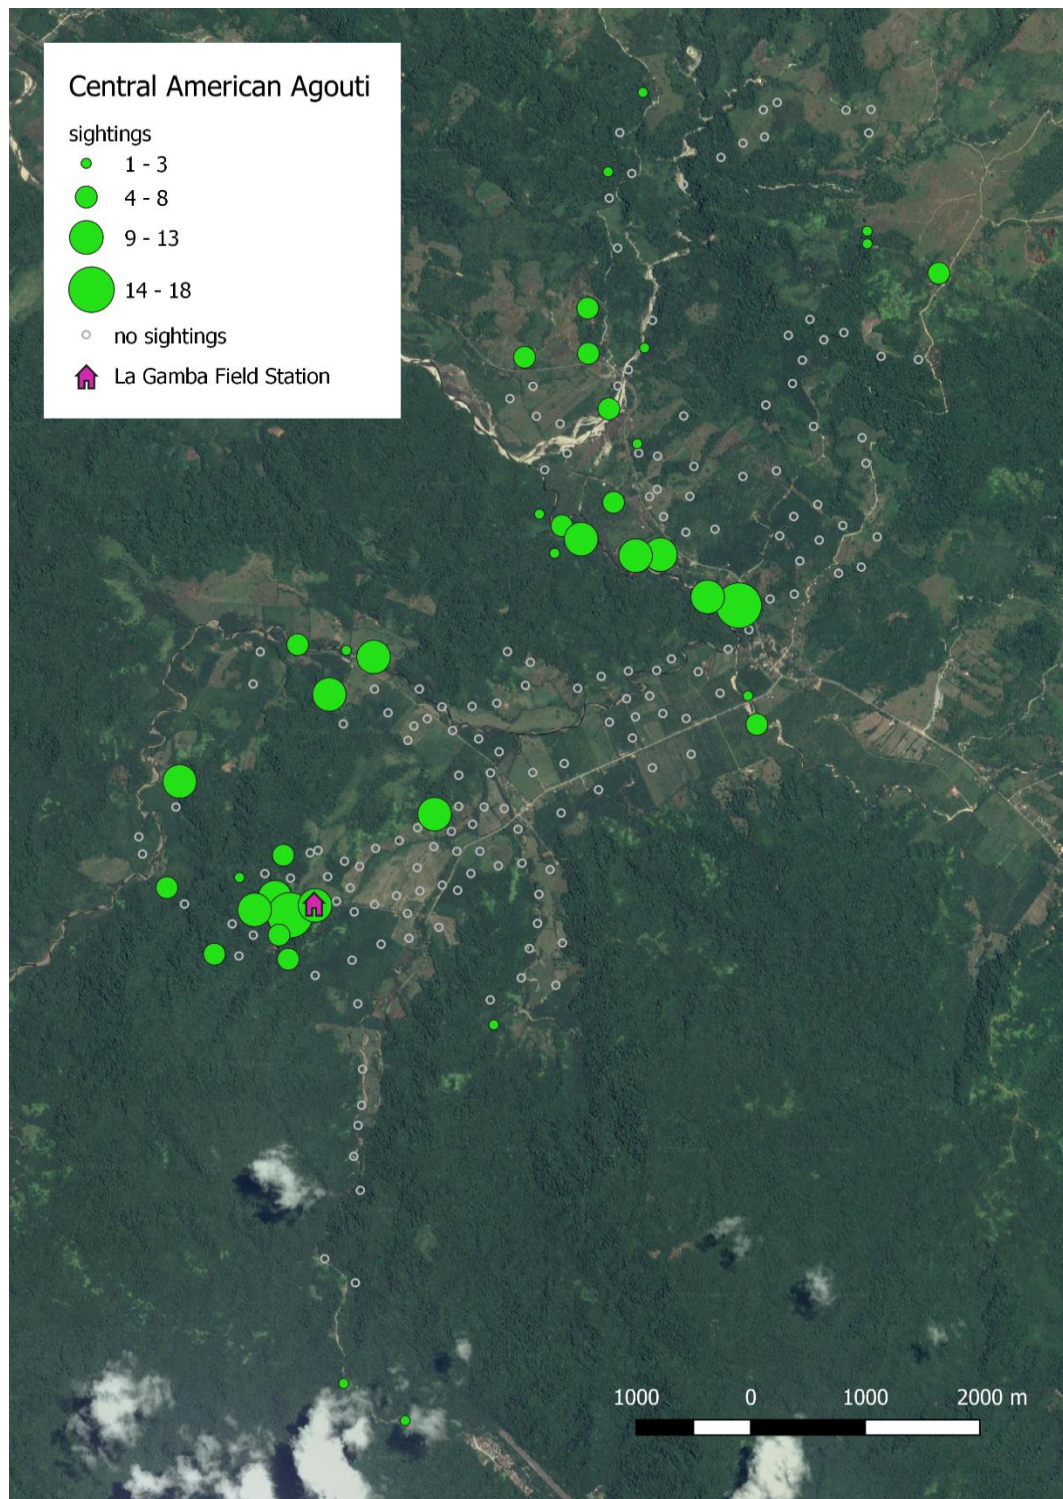 Central American Agouti
sightings
1 - 3
4 - 8
9 - 13
14 - 18
no sightings
La Gamba Field Station
1000 0 1000 2000 m